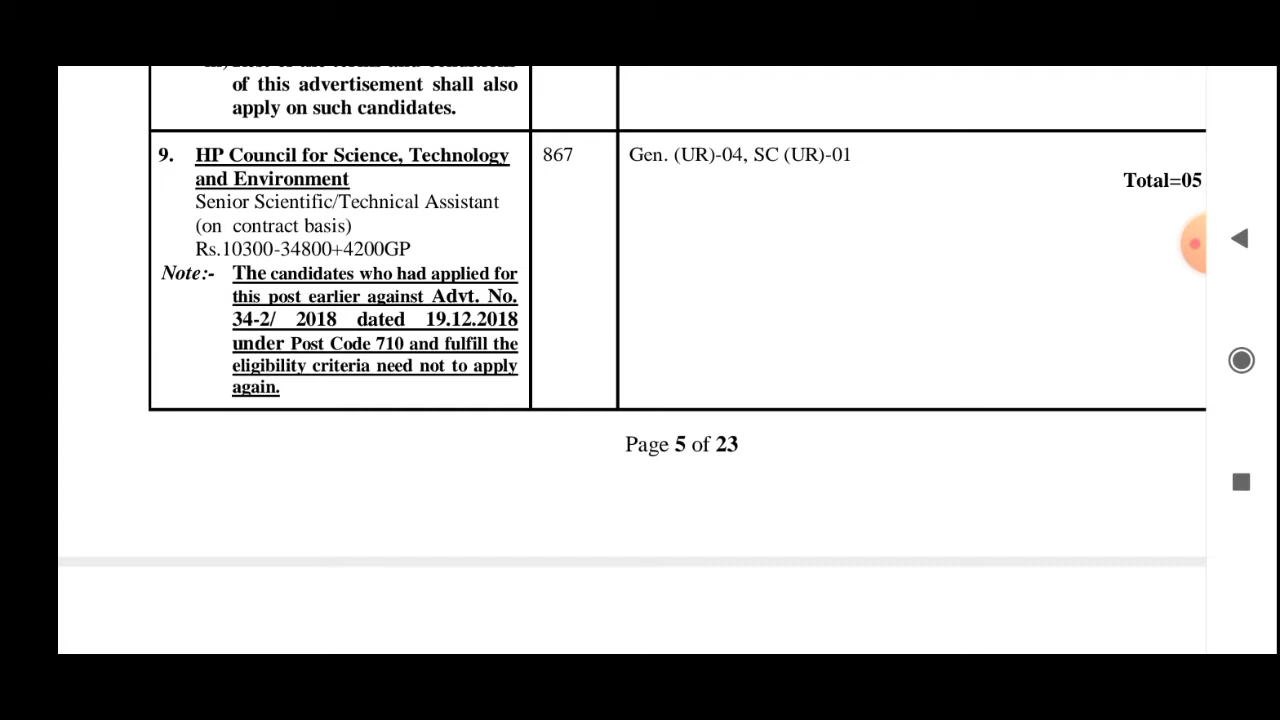 of this advertisement shall also
apply on such candidates.
9. HP Council for Science, Technology
and Environment
Senior Scientific/Technical Assistant
(on contract basis)
Rs.10300-34800+4200GP
Note:- The candidates who had applied for
this post earlier against Advt. No.
34-2/ 2018 dated 19.12.2018
under Post Code 710 and fulfill the
eligibility criteria need not to apply
again.
867
Gen. (UR)-04, SC (UR)-01
Total=05
Page 5 of 23